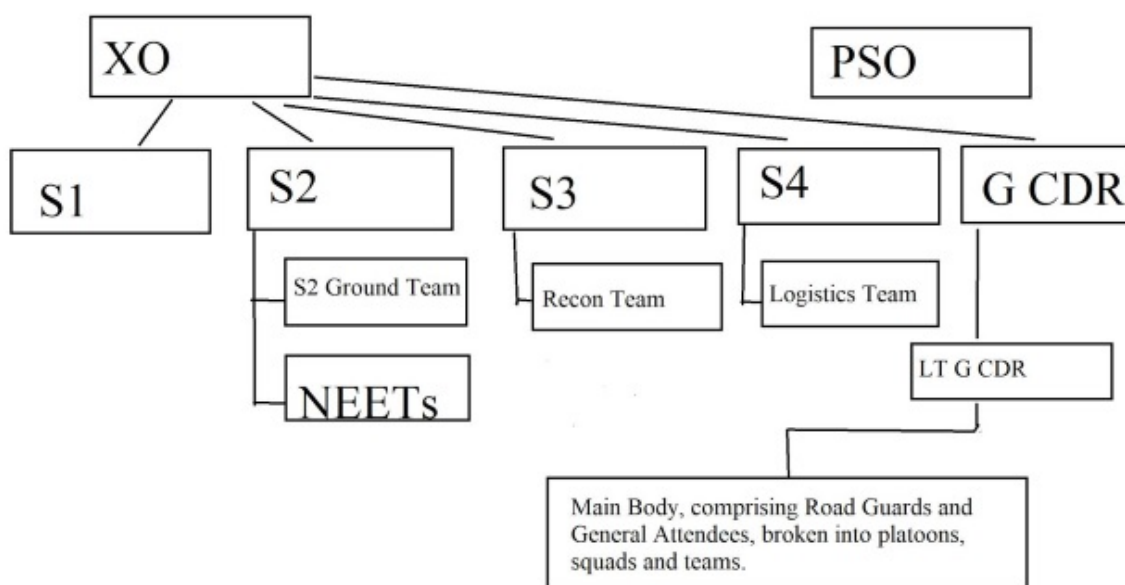 XO
PSO
S1
S2
S3
S4
G CDR
S2 Ground Team
Recon Team
Logistics Team
LT G CDR
NEETs
Main Body, comprising Road Guards and
General Attendees, broken into platoons,
squads and teams.